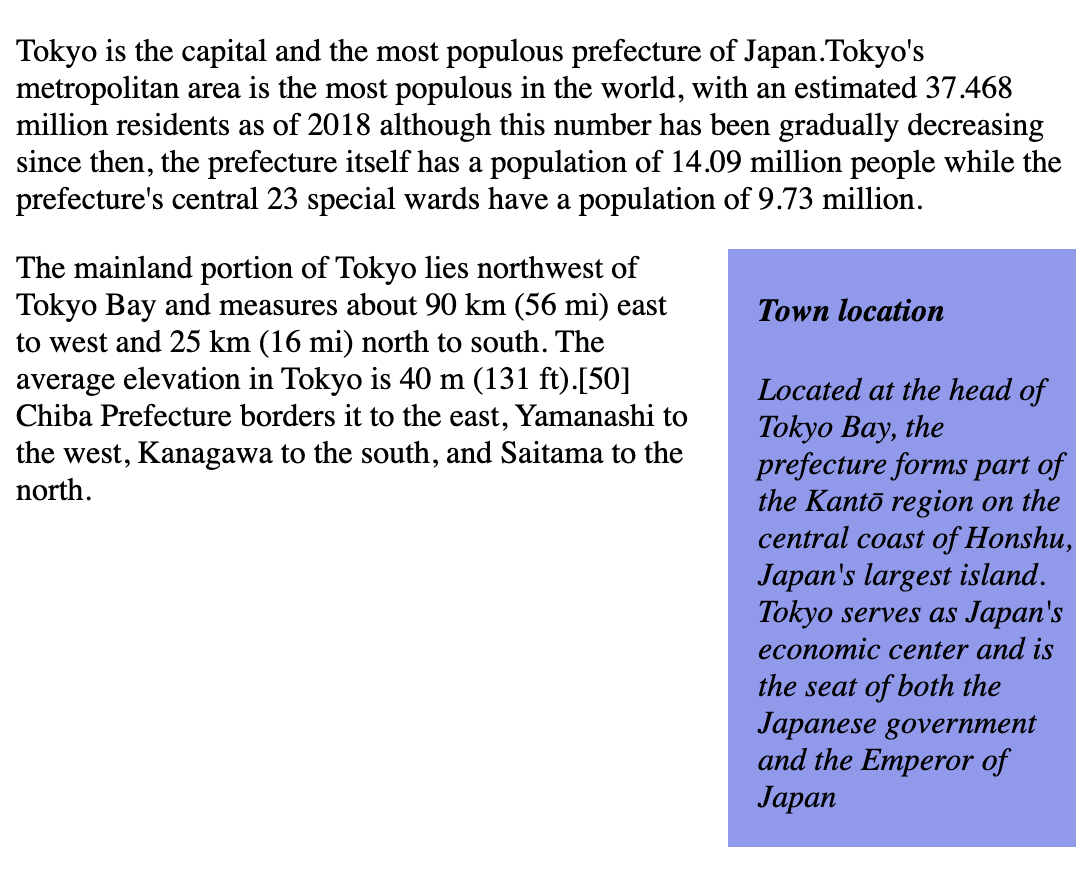 Tokyo is the capital and the most populous prefecture of Japan.Tokyo's
metropolitan area is the most populous in the world, with an estimated 37.468
million residents as of 2018 although this number has been gradually decreasing
since then, the prefecture itself has a population of 14.09 million people while the
prefecture's central 23 special wards have a population of 9.73 million.
The mainland portion of Tokyo lies northwest of
Tokyo Bay and measures about 90 km (56 mi) east
to west and 25 km (16 mi) north to south. The
average elevation in Tokyo is 40 m (131 ft).[50]
Chiba Prefecture borders it to the east, Yamanashi to
the west, Kanagawa to the south, and Saitama to the
north.
Town location
Located at the head of
Tokyo Bay, the
prefecture forms part of
the Kantō region on the
central coast of Honshu,
Japan's largest island.
Tokyo serves as Japan's
economic center and is
the seat of both the
Japanese government
and the Emperor of
Japan